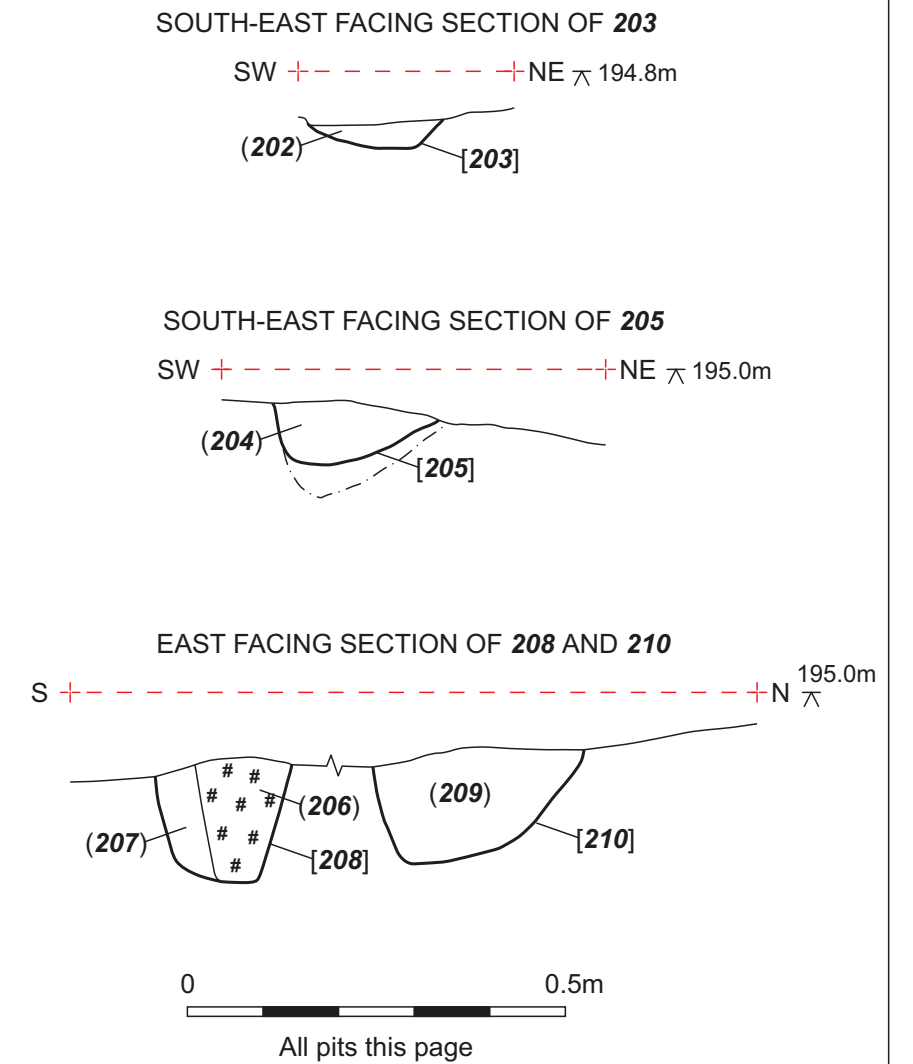 SOUTH-EAST FACING SECTION OF 203
SW NE 194.8m
(202)
[203]
SOUTH-EAST FACING SECTION OF 205
SW NE 195.0m
(204)
[205]
EAST FACING SECTION OF 208 AND 210
195.0m
S N
# #
# # #
# #
#
(209)
(206)
(207)
[208]
[210]
0 0.5m
All pits this page